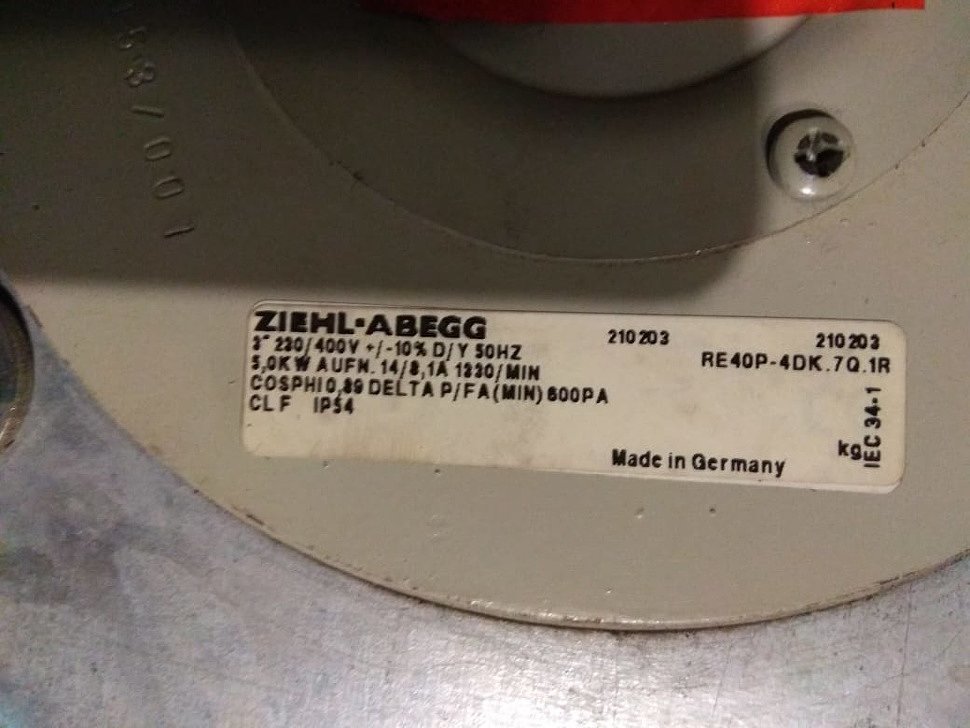 63/001
ZIEHL-ABEGG
210203
210203
3~ 230/400V +/-10% D/Y 50HZ
RE40P-4DK.7Q.1R
5,0KW AUFN. 14/8,1A 1330/MIN
COSPHI 0,89 DELTA P/FA(MIN) 600PA
CL F IP54
kg
IEC 34-1
Made in Germany